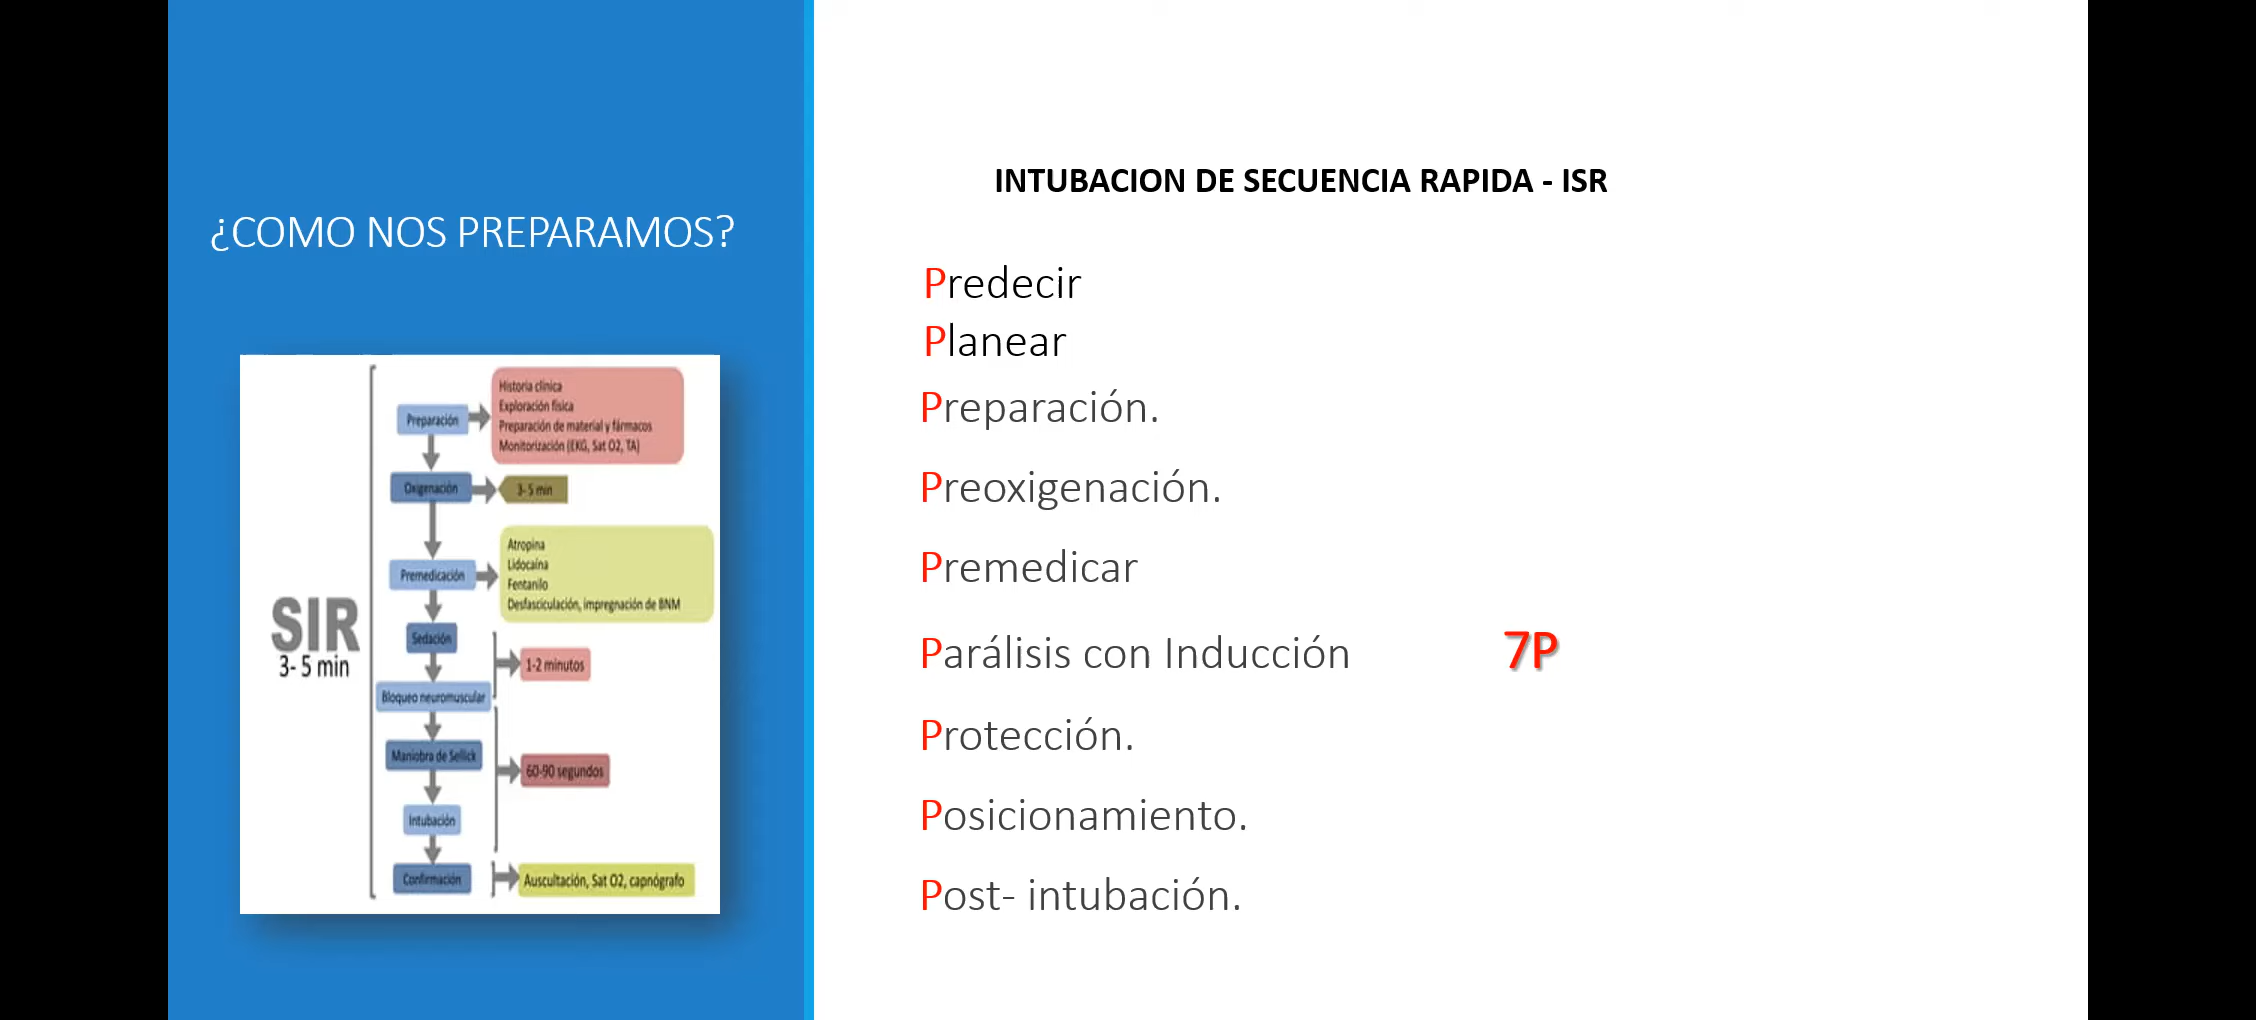 ¿COMO NOS PREPARAMOS?
SIR
3- 5 min
Preparación
Historia clínica
Exploración física
Preparación de material y fármacos
Monitorización (EKG, Sat O2, TA)
Oxigenación
3- 5 min
Premedicación
Atropina
Lidocaína
Fentanilo
Desfasciculación, impregnación de BNM
Sedación
1-2 minutos
Bloqueo neuromuscular
Maniobra de Sellick
60-90 segundos
Intubación
Confirmación
Auscultación, Sat O2, capnógrafo
INTUBACION DE SECUENCIA RAPIDA - ISR
Predecir
Planear
Preparación.
Preoxigenación.
Premedicar
Parálisis con Inducción
7P
Protección.
Posicionamiento.
Post- intubación.